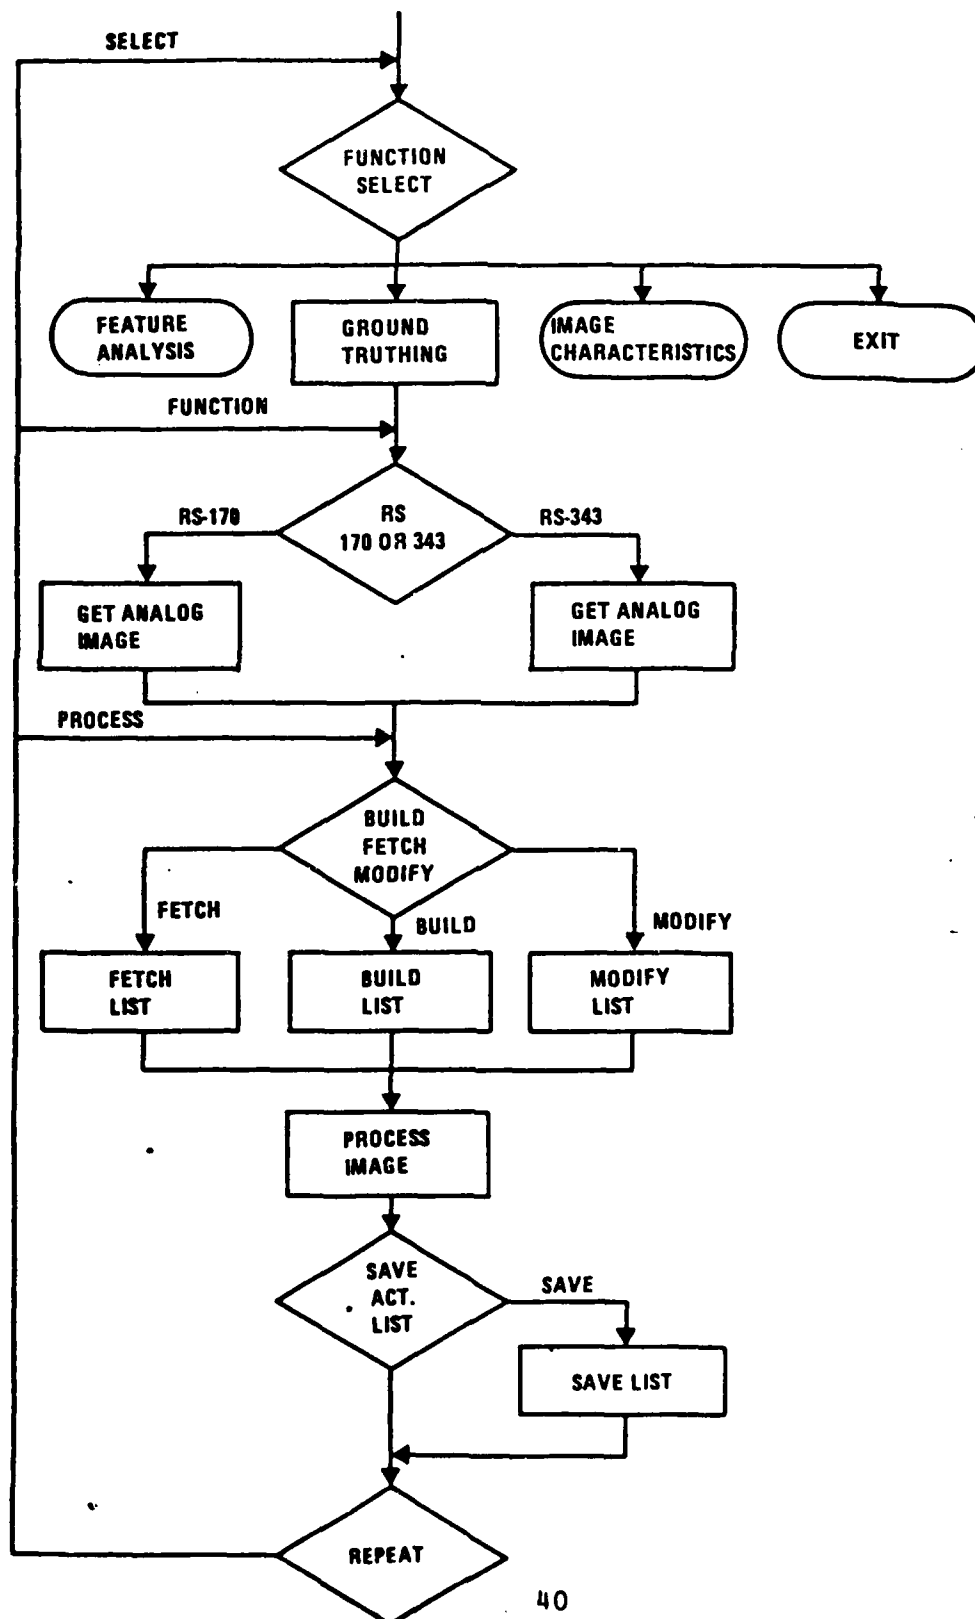 SELECT
FUNCTION
SELECT
FEATURE
ANALYSIS
GROUND
TRUTHING
IMAGE
CHARACTERISTICS
EXIT
FUNCTION
RS-170
RS
170 OR 343
RS-343
GET ANALOG
IMAGE
GET ANALOG
IMAGE
PROCESS
BUILD
FETCH
MODIFY
FETCH
BUILD
MODIFY
FETCH
LIST
BUILD
LIST
MODIFY
LIST
PROCESS
IMAGE
SAVE
ACT.
LIST
SAVE
SAVE LIST
REPEAT
40